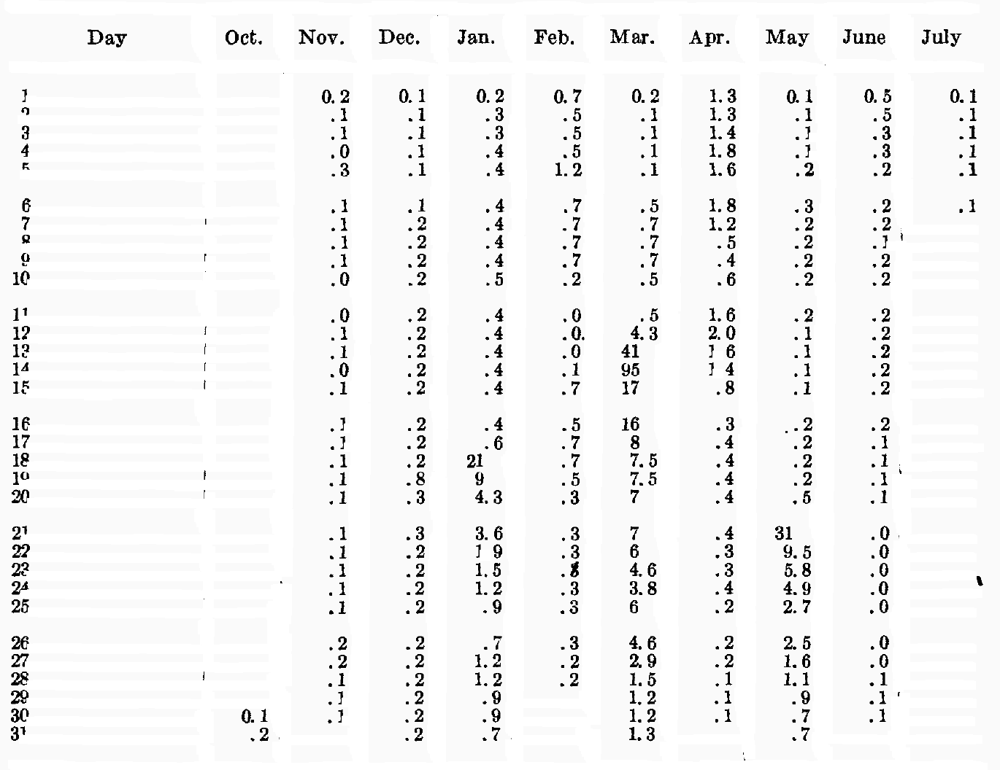 Day Oct. Nov. Dec. Jan. Feb. Mar. Apr. May June July
1 0.2 0.1 0.2 0.7 0.2 1.3 0.1 0.5 0.1
2 .1 .1 .3 .5 .1 1.3 .1 .5 .1
3 .1 .1 .3 .5 .1 1.4 .1 .3 .1
4 .0 .1 .4 .5 .1 1.8 .1 .3 .1
5 .3 .1 .4 1.2 .1 1.6 .2 .2 .1
6 .1 .1 .4 .7 .5 1.8 .3 .2 .1
7 .1 .2 .4 .7 .7 1.2 .2 .2
8 .1 .2 .4 .7 .7 .5 .2 .1
9 .1 .2 .4 .7 .7 .4 .2 .2
10 .0 .2 .5 .2 .5 .6 .2 .2
11 .0 .2 .4 .0 .5 1.6 .2 .2
12 .1 .2 .4 .0. 4.3 2.0 .1 .2
13 .1 .2 .4 .0 41 1 6 .1 .2
14 .0 .2 .4 .1 95 1 4 .1 .2
15 .1 .2 .4 .7 17 .8 .1 .2
16 .1 .2 .4 .5 16 .3 ..2 .2
17 .1 .2 .6 .7 8 .4 .2 .1
18 .1 .2 21 .7 7.5 .4 .2 .1
19 .1 .8 9 .5 7.5 .4 .2 .1
20 .1 .3 4.3 .3 7 .4 .5 .1
21 .1 .3 3.6 .3 7 .4 31 .0
22 .1 .2 1 9 .3 6 .3 9.5 .0
23 .1 .2 1.5 4.6 .3 5.8 .0
24 .1 .2 1.2 .3 3.8 .4 4.9 .0
25 .1 .2 .9 .3 6 .2 2.7 .0
26 .2 .2 .7 .3 4.6 .2 2.5 .0
27 .2 .2 1.2 .2 2.9 .2 1.6 .0
28 .1 .2 1.2 .2 1.5 .1 1.1 .1
29 .1 .2 .9 1.2 .1 .9 .1
30 0.1 .1 .2 .9 1.2 .1 .7 .1
31 .2 .2 .7 1.3 .7